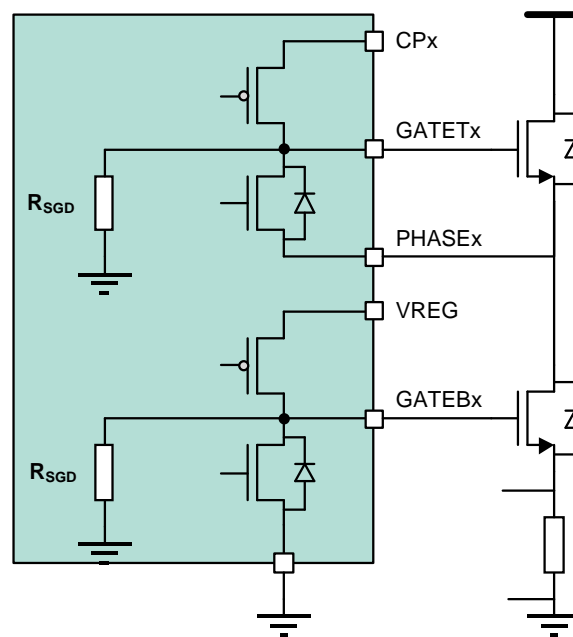 CPx
GATETx
RSGD
PHASEx
VREG
GATEBx
RSGD